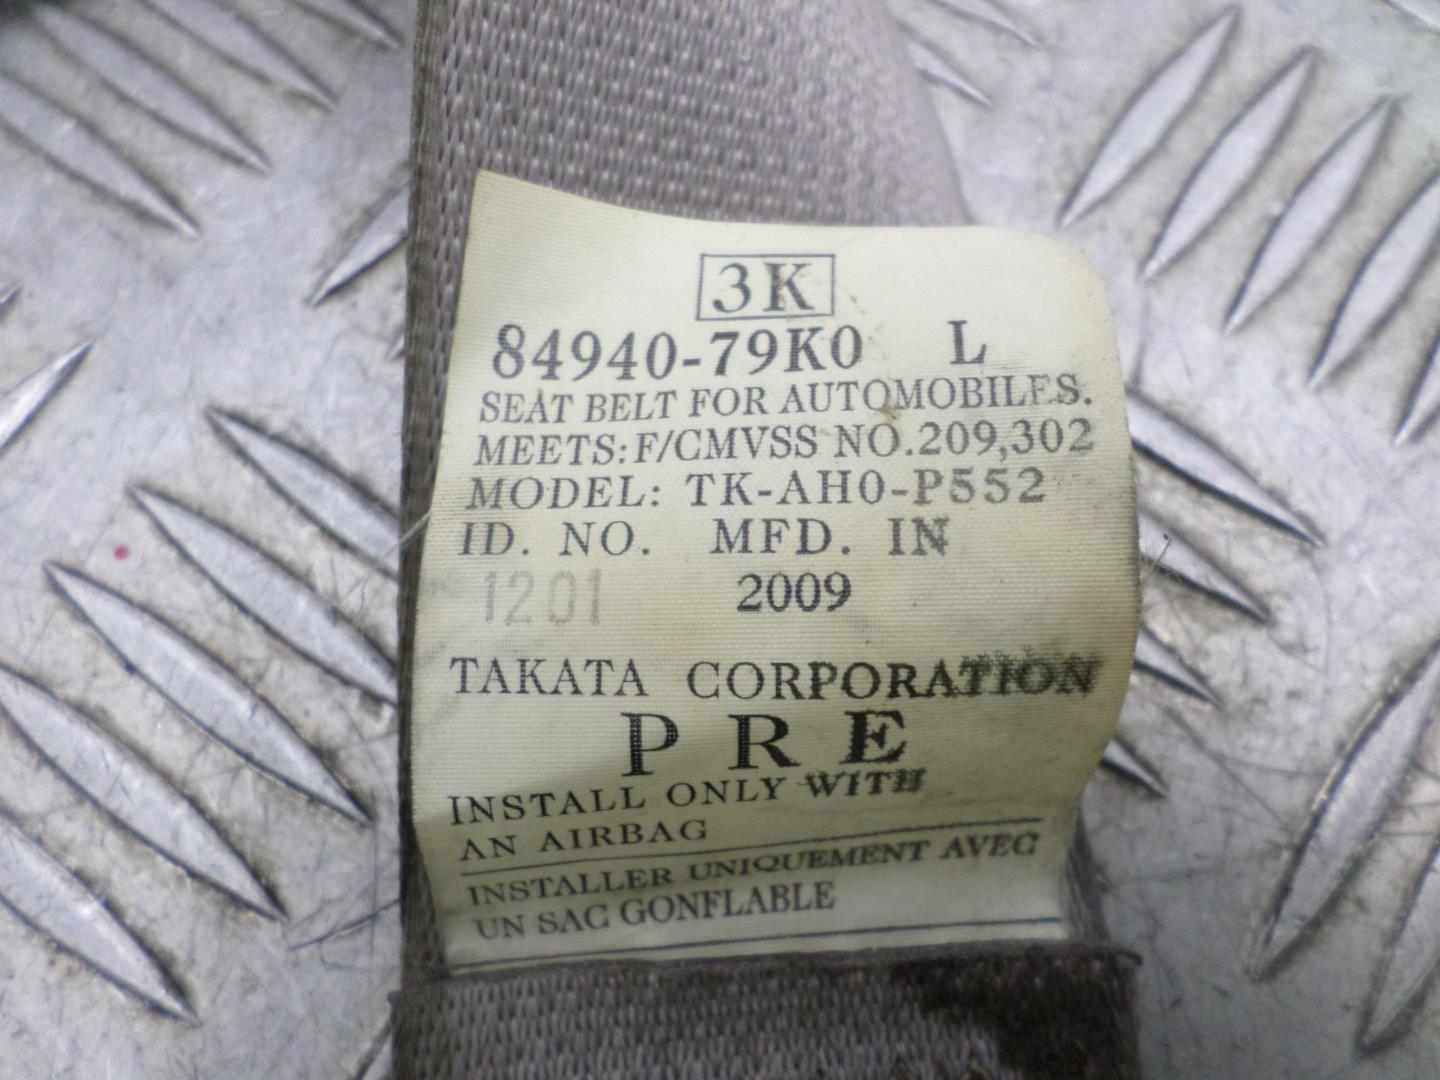 3K
84940-79K0 L
SEAT BELT FOR AUTOMOBILES.
MEETS: F/CMVSS NO.209,302
MODEL: TK-AH0-P552
ID. NO. MFD. IN
1201 2009
TAKATA CORPORATION
PRE
INSTALL ONLY WITH
AN AIRBAG
INSTALLER UNIQUEMENT AVEC
UN SAC GONFLABLE